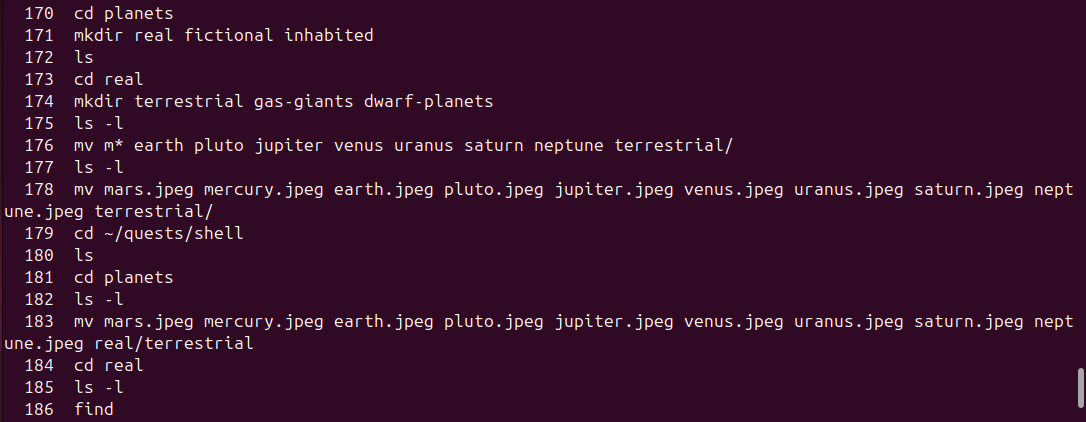 170 cd planets
171 mkdir real fictional inhabited
172 ls
173 cd real
174 mkdir terrestrial gas-giants dwarf-planets
175 ls -l
176 mv m* earth pluto jupiter venus uranus saturn neptune terrestrial/
177 ls -l
178 mv mars.jpeg mercury.jpeg earth.jpeg pluto.jpeg jupiter.jpeg venus.jpeg uranus.jpeg saturn.jpeg nept
une.jpeg terrestrial/
179 cd ~/quests/shell
180 ls
181 cd planets
182 ls -l
183 mv mars.jpeg mercury.jpeg earth.jpeg pluto.jpeg jupiter.jpeg venus.jpeg uranus.jpeg saturn.jpeg nept
une.jpeg real/terrestrial
184 cd real
185 ls -l
186 find